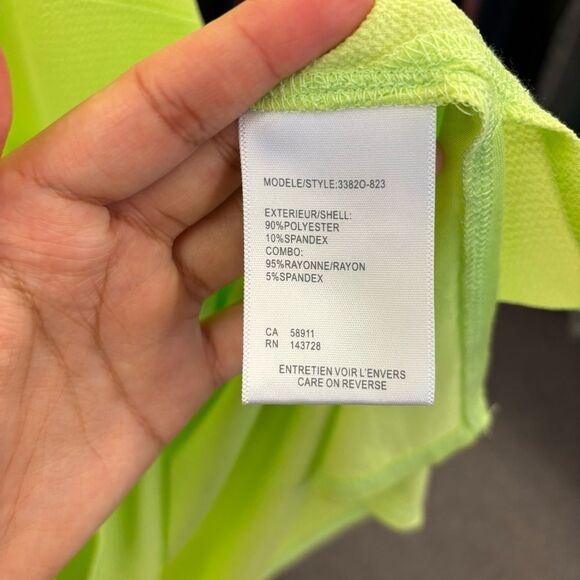 MODELE/STYLE:3382O-823
EXTERIEUR/SHELL:
90%POLYESTER
10%SPANDEX
COMBO:
95%RAYONNE/RAYON
5%SPANDEX
CA 58911
RN 143728
ENTRETIEN VOIR L'ENVERS
CARE ON REVERSE